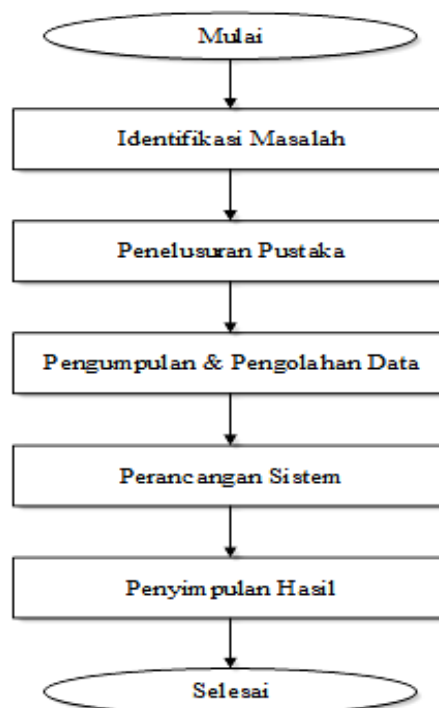 Mulai
Identifikasi Masalah
Penelusuran Pustaka
Pengumpulan & Pengolahan Data
Perancangan Sistem
Penyimpulan Hasil
Selesai